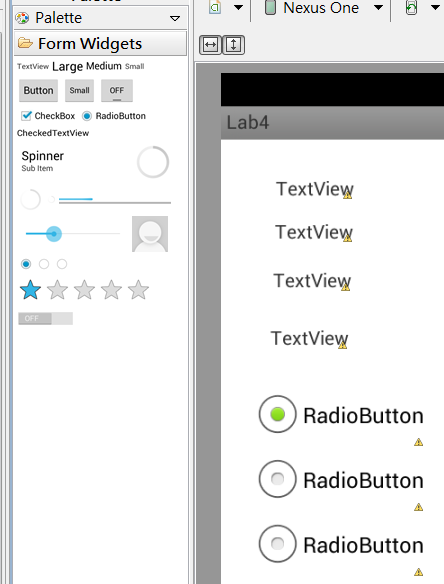 Palette
Palette
Form Widgets
TextView Large Medium Small
Button Small OFF
CheckBox RadioButton
CheckedTextView
Spinner
Sub Item
OFF
Nexus One
Lab4
TextView
TextView
TextView
TextView
RadioButton
RadioButton
RadioButton